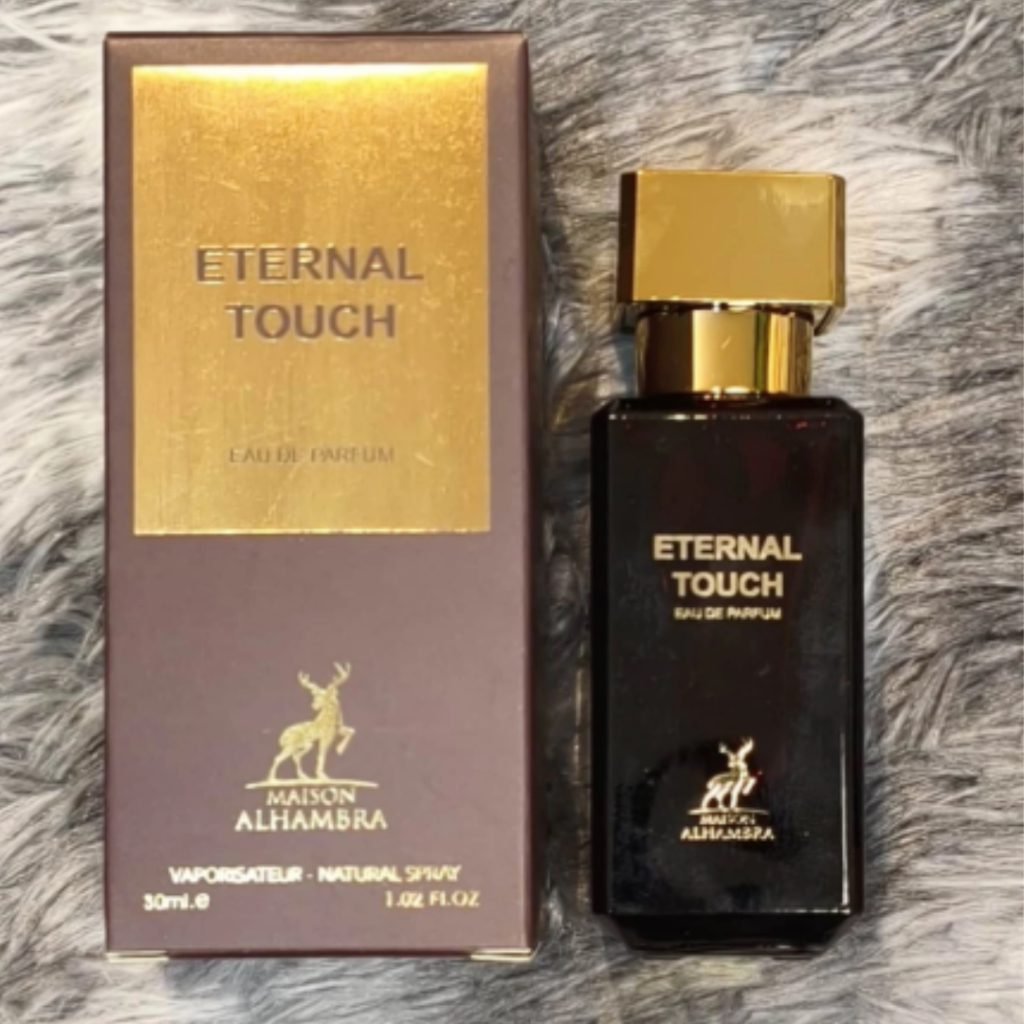 ETERNAL
TOUCH
EAU DE PARFUM
MAISON
ALHAMBRA
VAPORISATEUR - NATURAL SPRAY
30ml.e 1.02 FL.OZ
ETERNAL
TOUCH
EAU DE PARFUM
MAISON
ALHAMBRA